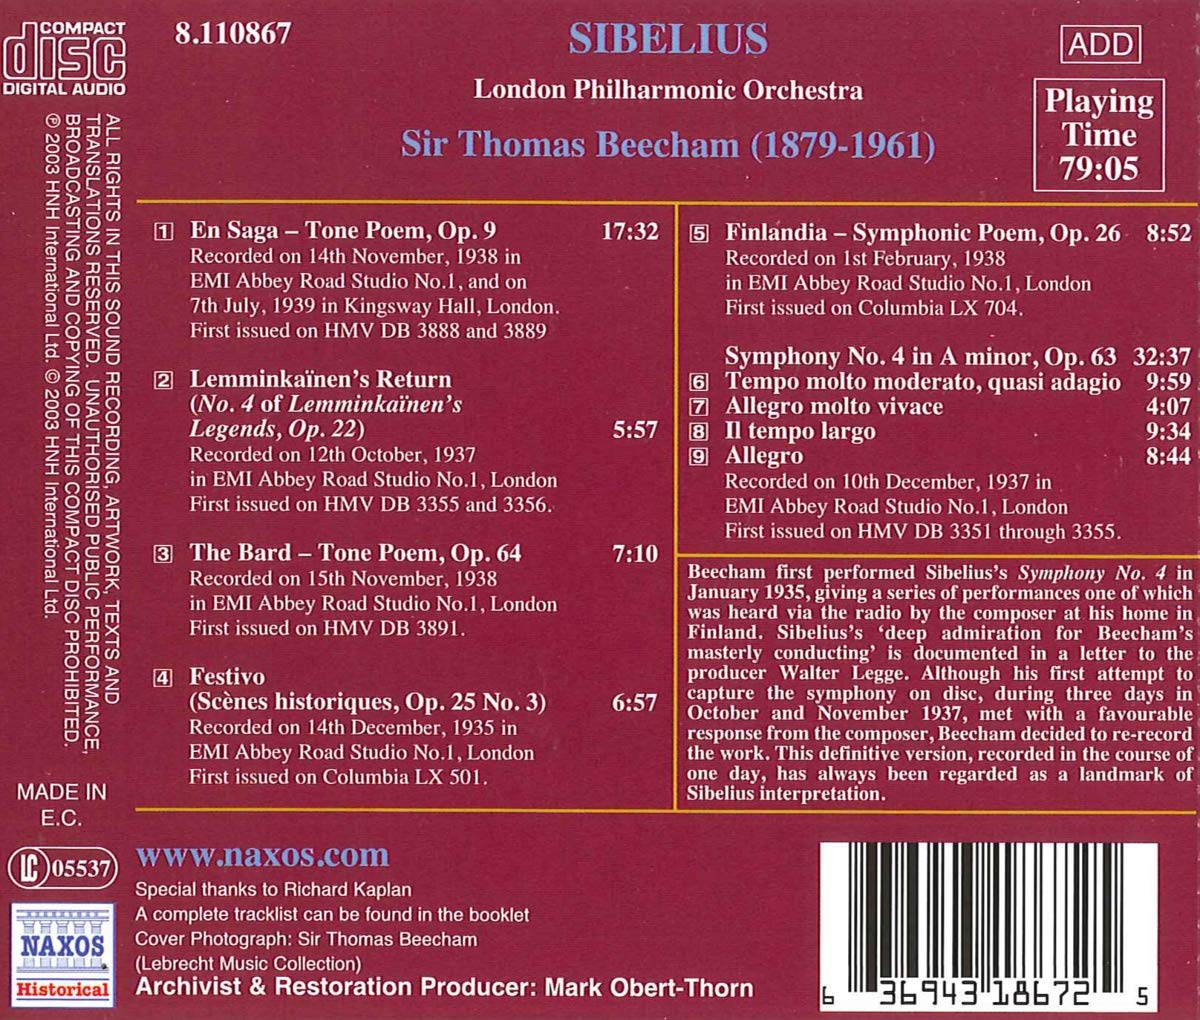 COMPACT
disc
DIGITAL AUDIO
8.110867
SIBELIUS
London Philharmonic Orchestra
Sir Thomas Beecham (1879-1961)
ADD
Playing
Time
79:05
ALL RIGHTS IN THIS SOUND RECORDING, ARTWORK, TEXTS AND
TRANSLATIONS RESERVED. UNAUTHORISED PUBLIC PERFORMANCE,
BROADCASTING AND COPYING OF THIS COMPACT DISC PROHIBITED.
℗ 2003 HNH International Ltd. © 2003 HNH International Ltd.
1 En Saga – Tone Poem, Op. 9 17:32
Recorded on 14th November, 1938 in
EMI Abbey Road Studio No.1, and on
7th July, 1939 in Kingsway Hall, London.
First issued on HMV DB 3888 and 3889
2 Lemminkaïnen's Return
(No. 4 of Lemminkaïnen's
Legends, Op. 22) 5:57
Recorded on 12th October, 1937
in EMI Abbey Road Studio No.1, London
First issued on HMV DB 3355 and 3356.
3 The Bard – Tone Poem, Op. 64 7:10
Recorded on 15th November, 1938
in EMI Abbey Road Studio No.1, London
First issued on HMV DB 3891.
4 Festivo
(Scènes historiques, Op. 25 No. 3) 6:57
Recorded on 14th December, 1935 in
EMI Abbey Road Studio No.1, London
First issued on Columbia LX 501.
5 Finlandia – Symphonic Poem, Op. 26 8:52
Recorded on 1st February, 1938
in EMI Abbey Road Studio No.1, London
First issued on Columbia LX 704.
Symphony No. 4 in A minor, Op. 63 32:37
6 Tempo molto moderato, quasi adagio 9:59
7 Allegro molto vivace 4:07
8 Il tempo largo 9:34
9 Allegro 8:44
Recorded on 10th December, 1937 in
EMI Abbey Road Studio No.1, London
First issued on HMV DB 3351 through 3355.
Beecham first performed Sibelius's Symphony No. 4 in
January 1935, giving a series of performances one of which
was heard via the radio by the composer at his home in
Finland. Sibelius's 'deep admiration for Beecham's
masterly conducting' is documented in a letter to the
producer Walter Legge. Although his first attempt to
capture the symphony on disc, during three days in
October and November 1937, met with a favourable
response from the composer, Beecham decided to re-record
the work. This definitive version, recorded in the course of
one day, has always been regarded as a landmark of
Sibelius interpretation.
MADE IN
E.C.
LC 05537
NAXOS
Historical
www.naxos.com
Special thanks to Richard Kaplan
A complete tracklist can be found in the booklet
Cover Photograph: Sir Thomas Beecham
(Lebrecht Music Collection)
Archivist & Restoration Producer: Mark Obert-Thorn
6 36943 18672 5